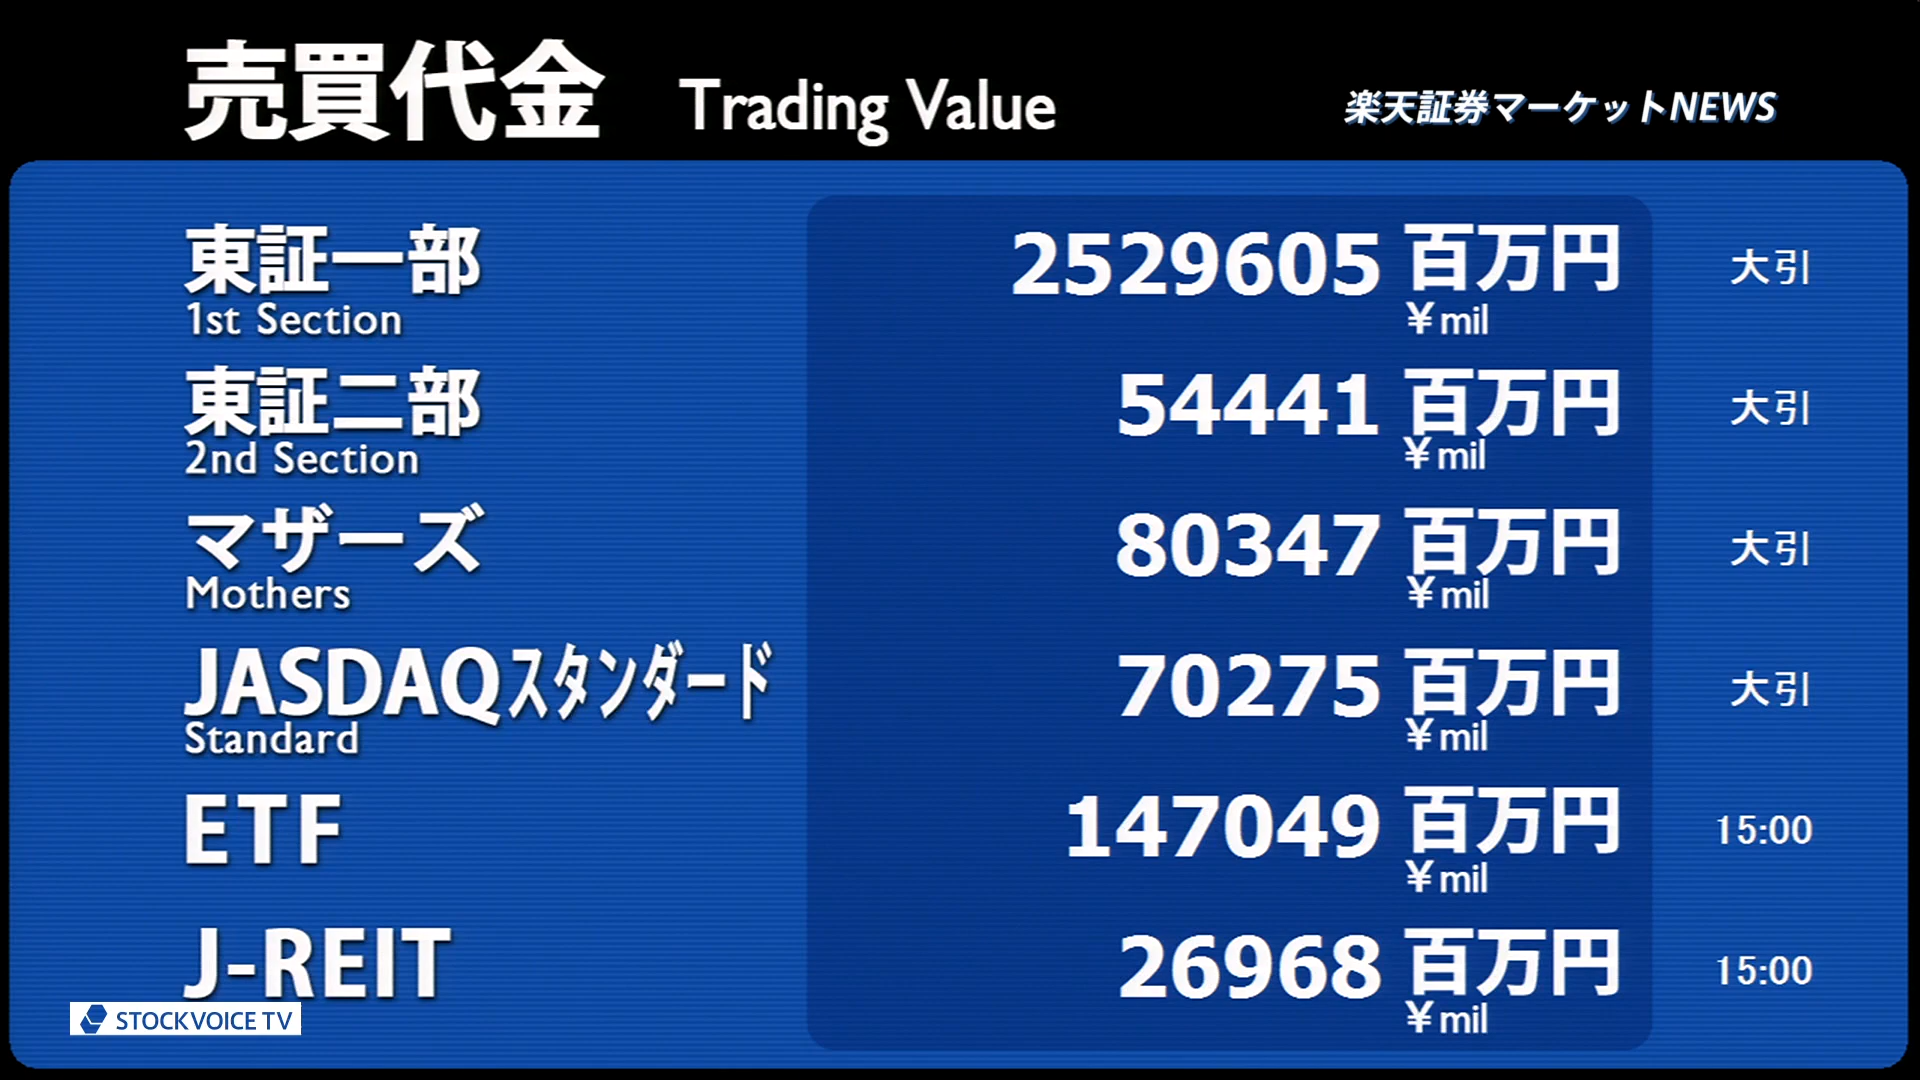 売買代金 Trading Value 楽天証券マーケットNEWS
東証一部 2529605 百万円 大引
1st Section ¥mil
東証二部 54441 百万円 大引
2nd Section ¥mil
マザーズ 80347 百万円 大引
Mothers ¥mil
JASDAQｽﾀﾝﾀﾞｰﾄﾞ 70275 百万円 大引
Standard ¥mil
ETF 147049 百万円 15:00
¥mil
J-REIT 26968 百万円 15:00
¥mil
STOCKVOICE TV